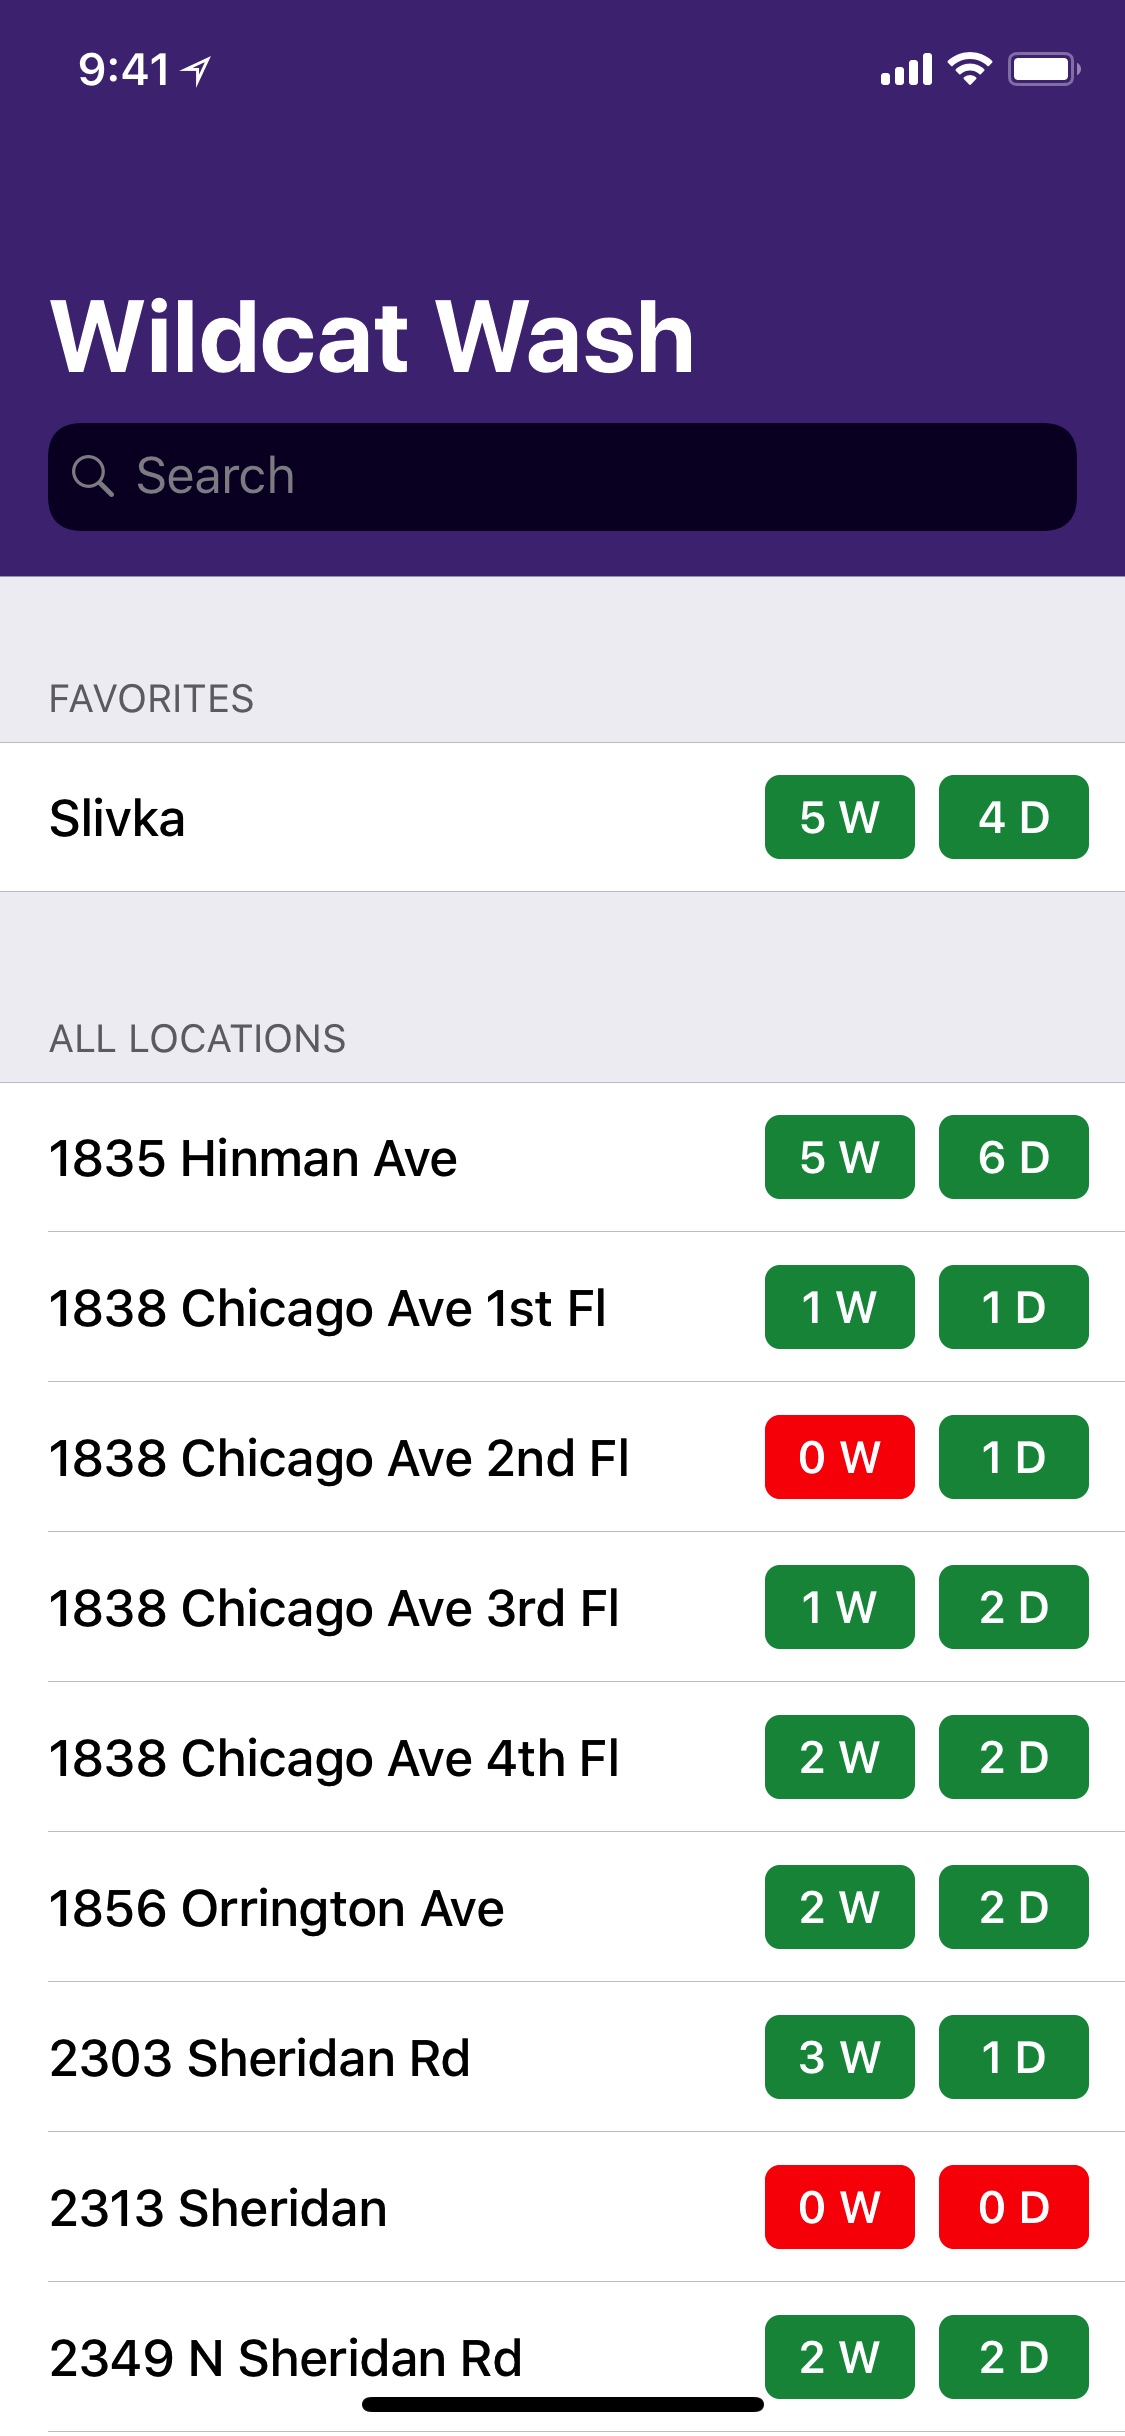 9:41
Wildcat Wash
Search
FAVORITES
Slivka 5 W 4 D
ALL LOCATIONS
1835 Hinman Ave 5 W 6 D
1838 Chicago Ave 1st Fl 1 W 1 D
1838 Chicago Ave 2nd Fl 0 W 1 D
1838 Chicago Ave 3rd Fl 1 W 2 D
1838 Chicago Ave 4th Fl 2 W 2 D
1856 Orrington Ave 2 W 2 D
2303 Sheridan Rd 3 W 1 D
2313 Sheridan 0 W 0 D
2349 N Sheridan Rd 2 W 2 D